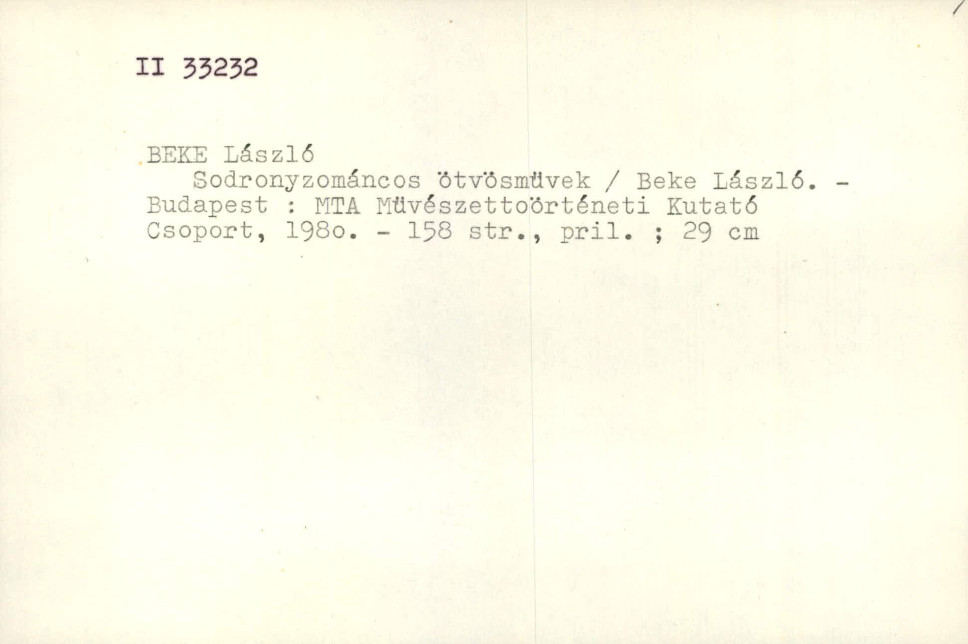 II 33232
BEKE László
Sodronyzománcos ötvösmüvek / Beke László. -
Budapest : MTA Müvészettoörténeti Kutató
Csoport, 198o. - 158 str., pril. ; 29 cm